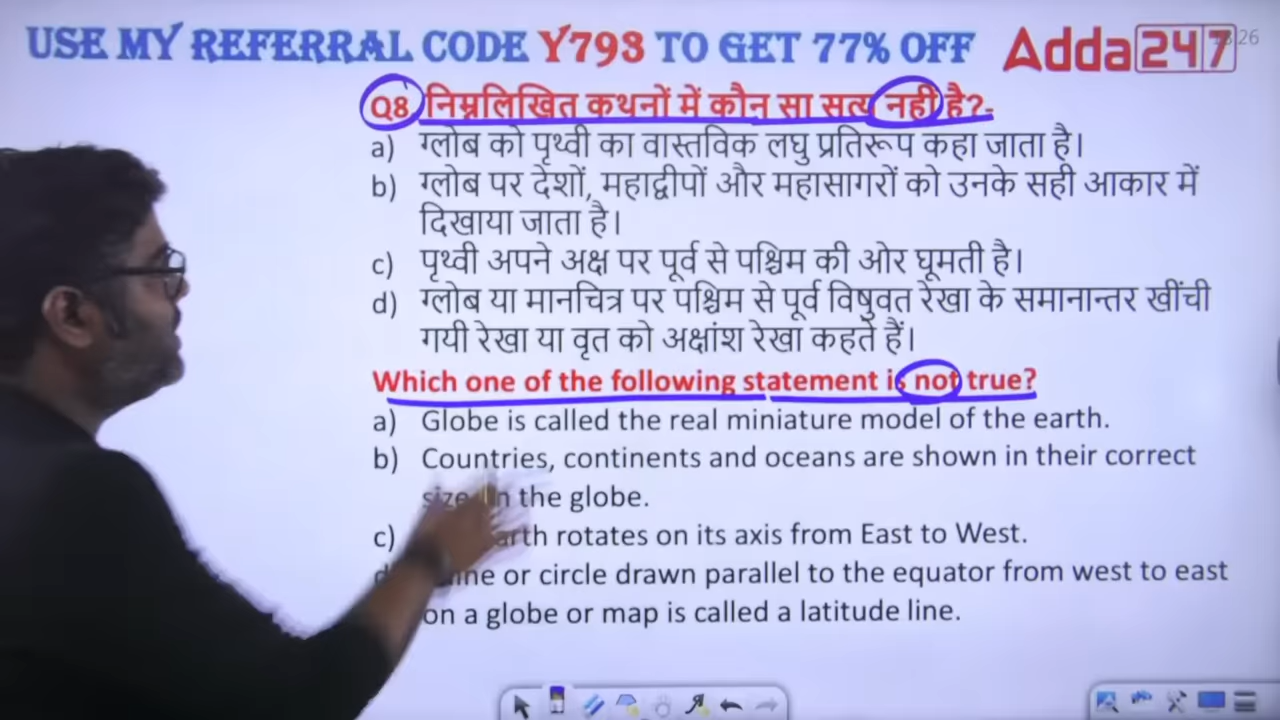 USE MY REFERRAL CODE Y793 TO GET 77% OFF
Adda247
Q8 निम्नलिखित कथनों में कौन सा सत्य नही है?-
a) ग्लोब को पृथ्वी का वास्तविक लघु प्रतिरूप कहा जाता है।
b) ग्लोब पर देशों, महाद्वीपों और महासागरों को उनके सही आकार में
दिखाया जाता है।
c) पृथ्वी अपने अक्ष पर पूर्व से पश्चिम की ओर घूमती है।
d) ग्लोब या मानचित्र पर पश्चिम से पूर्व विषुवत रेखा के समानान्तर खींची
गयी रेखा या वृत को अक्षांश रेखा कहते हैं।
Which one of the following statement is not true?
a) Globe is called the real miniature model of the earth.
b) Countries, continents and oceans are shown in their correct
size in the globe.
c) rotates on its axis from East to West.
or circle drawn parallel to the equator from west to east
on a globe or map is called a latitude line.